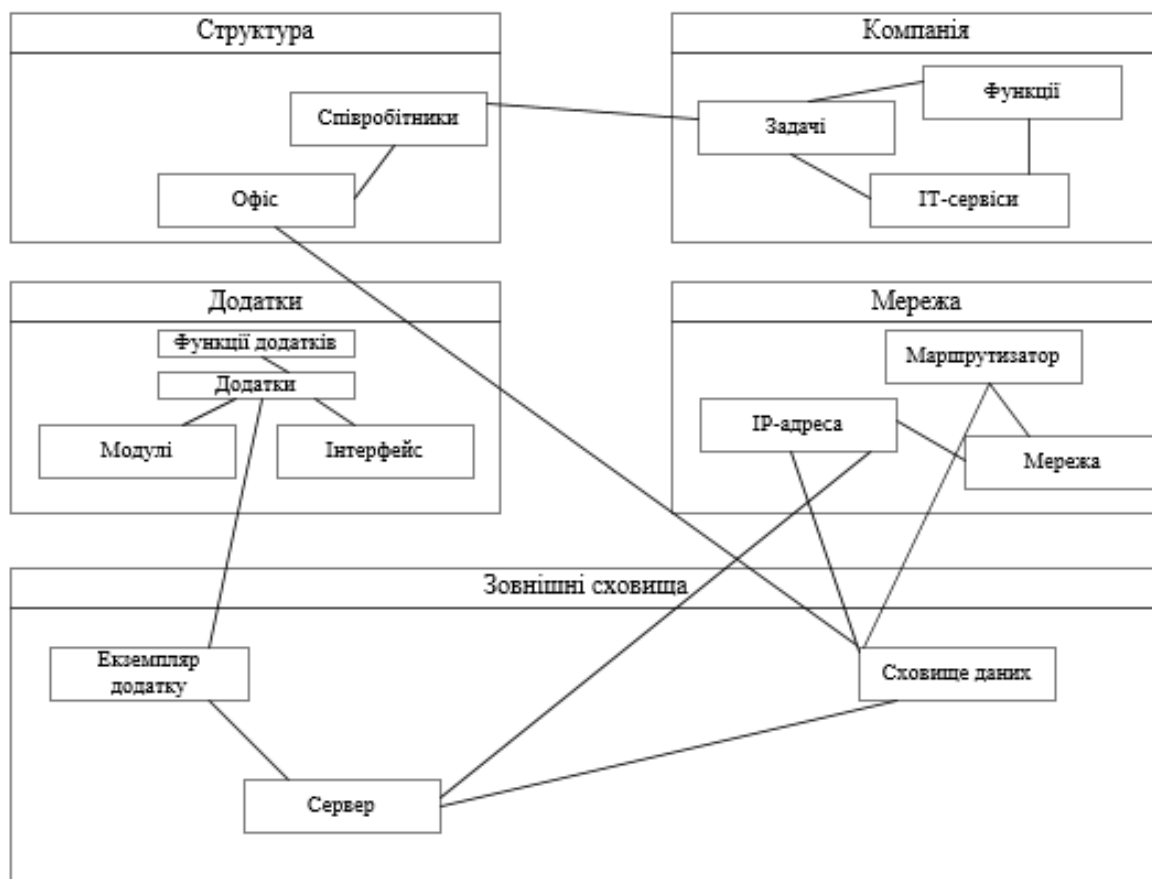 Структура
Співробітники
Офіс
Компанія
Функції
Задачі
ІТ-сервіси
Додатки
Функції додатків
Додатки
Модулі
Інтерфейс
Мережа
Маршрутизатор
IP-адреса
Мережа
Зовнішні сховища
Екземпляр
додатку
Сховище даних
Сервер